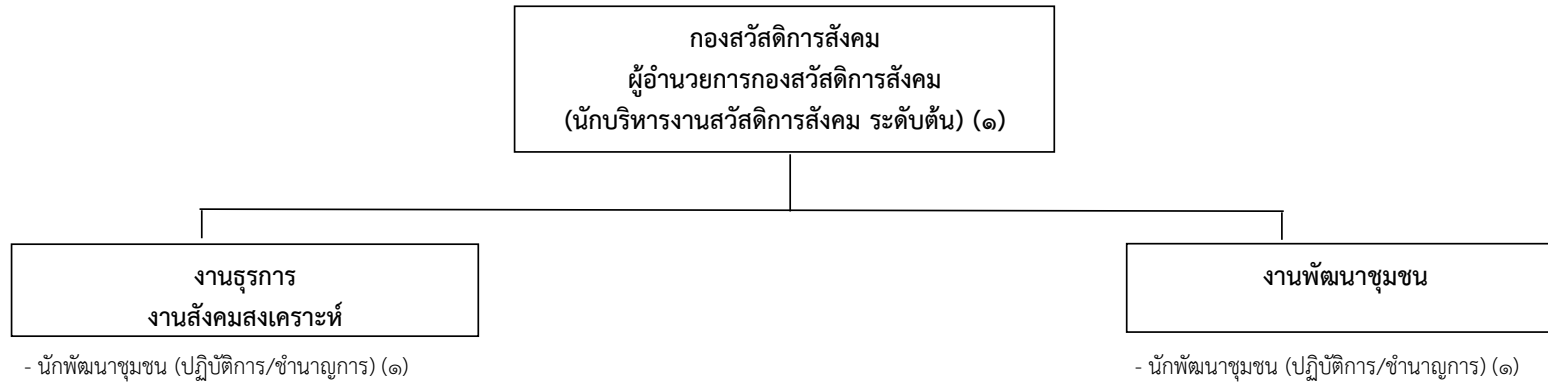 กองสวัสดิการสังคม
ผู้อำนวยการกองสวัสดิการสังคม
(นักบริหารงานสวัสดิการสังคม ระดับต้น) (๑)
งานธุรการ
งานสังคมสงเคราะห์
- นักพัฒนาชุมชน (ปฏิบัติการ/ชำนาญการ) (๑)
งานพัฒนาชุมชน
- นักพัฒนาชุมชน (ปฏิบัติการ/ชำนาญการ) (๑)